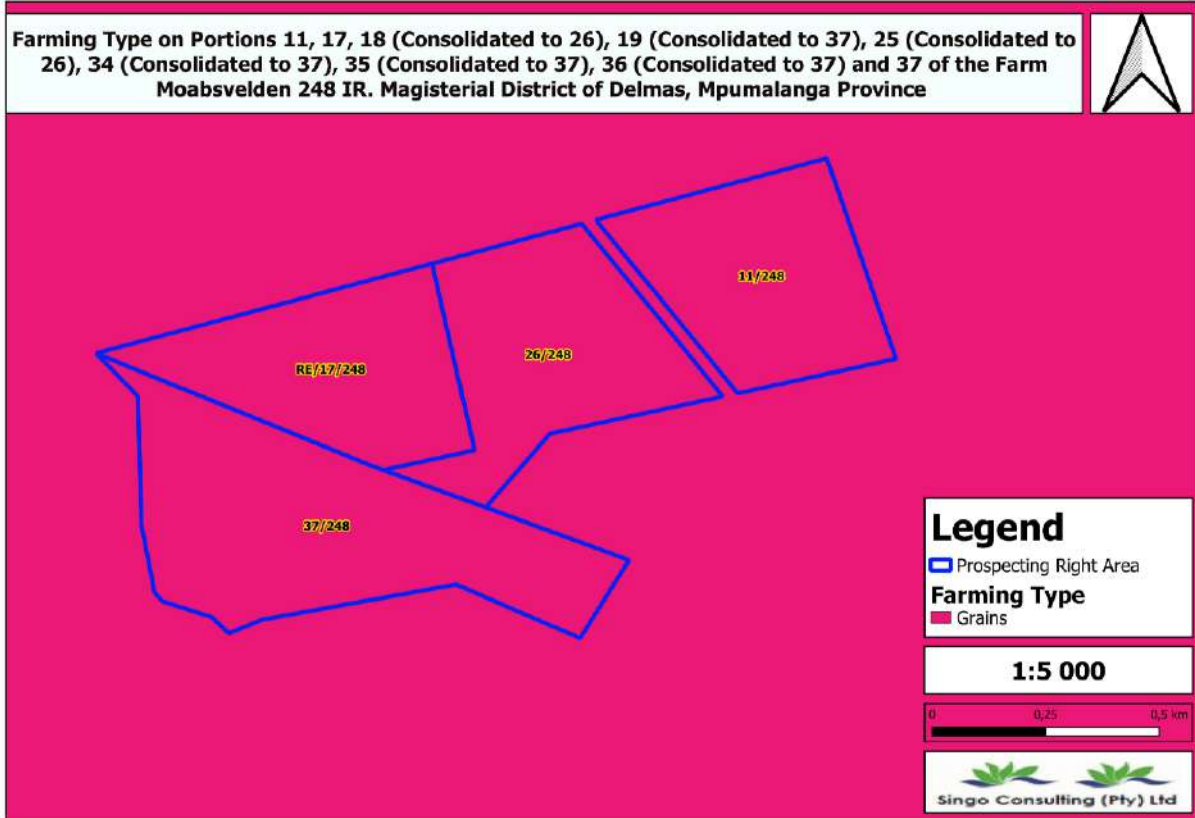 Farming Type on Portions 11, 17, 18 (Consolidated to 26), 19 (Consolidated to 37), 25 (Consolidated to
26), 34 (Consolidated to 37), 35 (Consolidated to 37), 36 (Consolidated to 37) and 37 of the Farm
Moabsvelden 248 IR. Magisterial District of Delmas, Mpumalanga Province
11/248
26/248
RE/17/248
37/248
Legend
Prospecting Right Area
Farming Type
Grains
1:5 000
0 0,25 0,5 km
Singo Consulting (Pty) Ltd